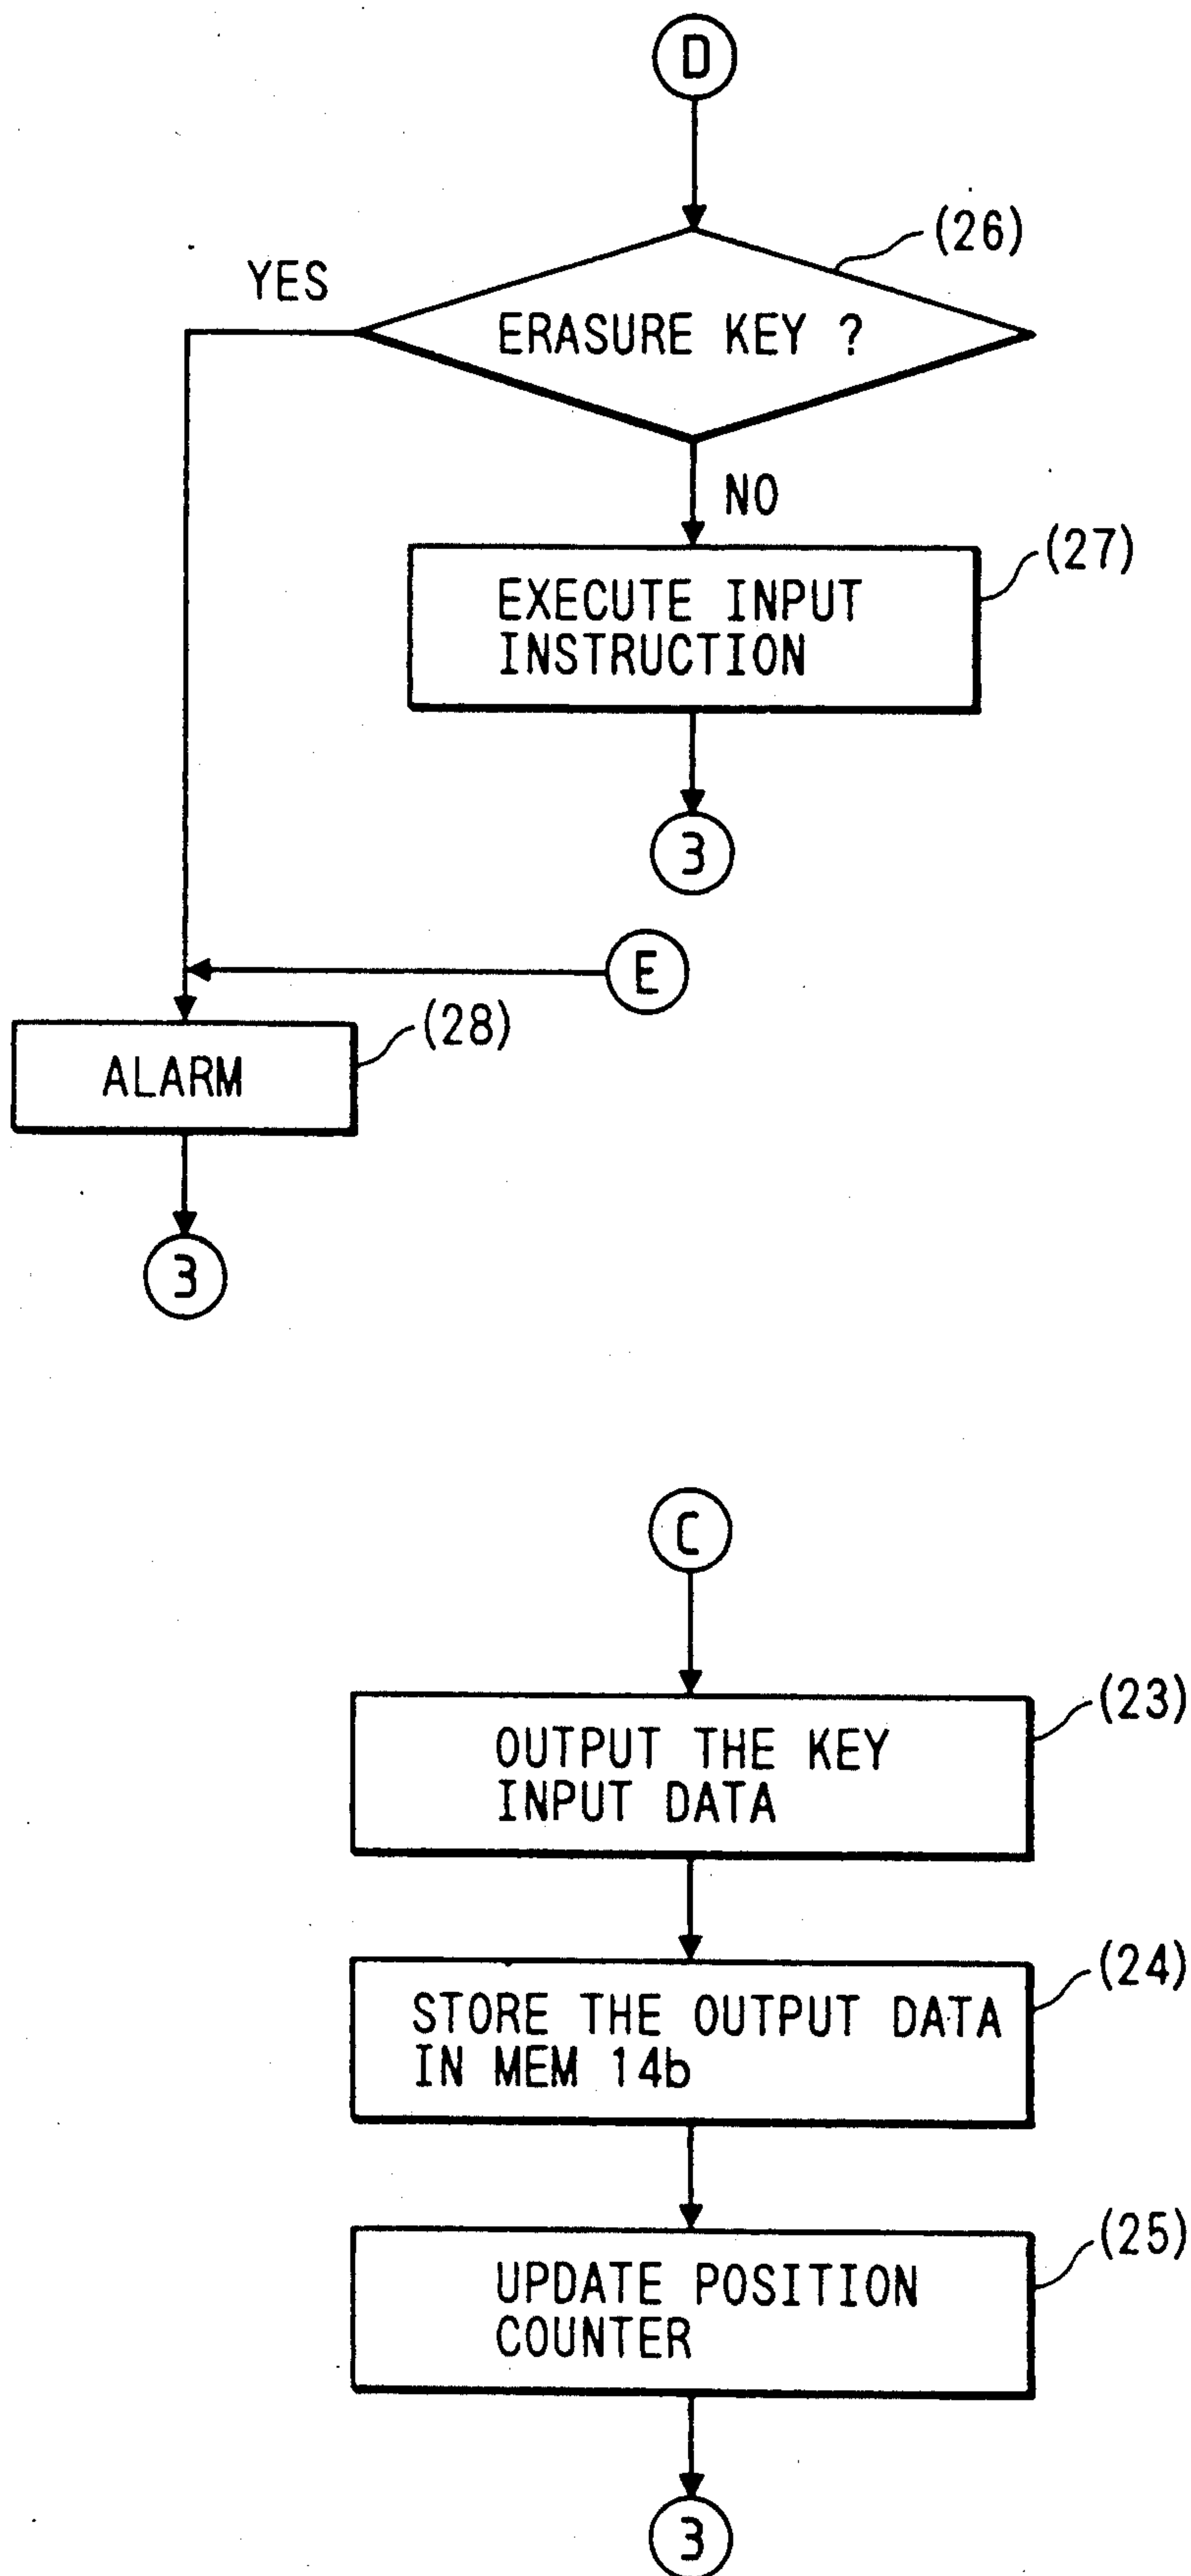 D
(26)
YES
ERASURE KEY ?
NO
(27)
EXECUTE INPUT
INSTRUCTION
3
E
(28)
ALARM
3
C
(23)
OUTPUT THE KEY
INPUT DATA
(24)
STORE THE OUTPUT DATA
IN MEM 14b
(25)
UPDATE POSITION
COUNTER
3